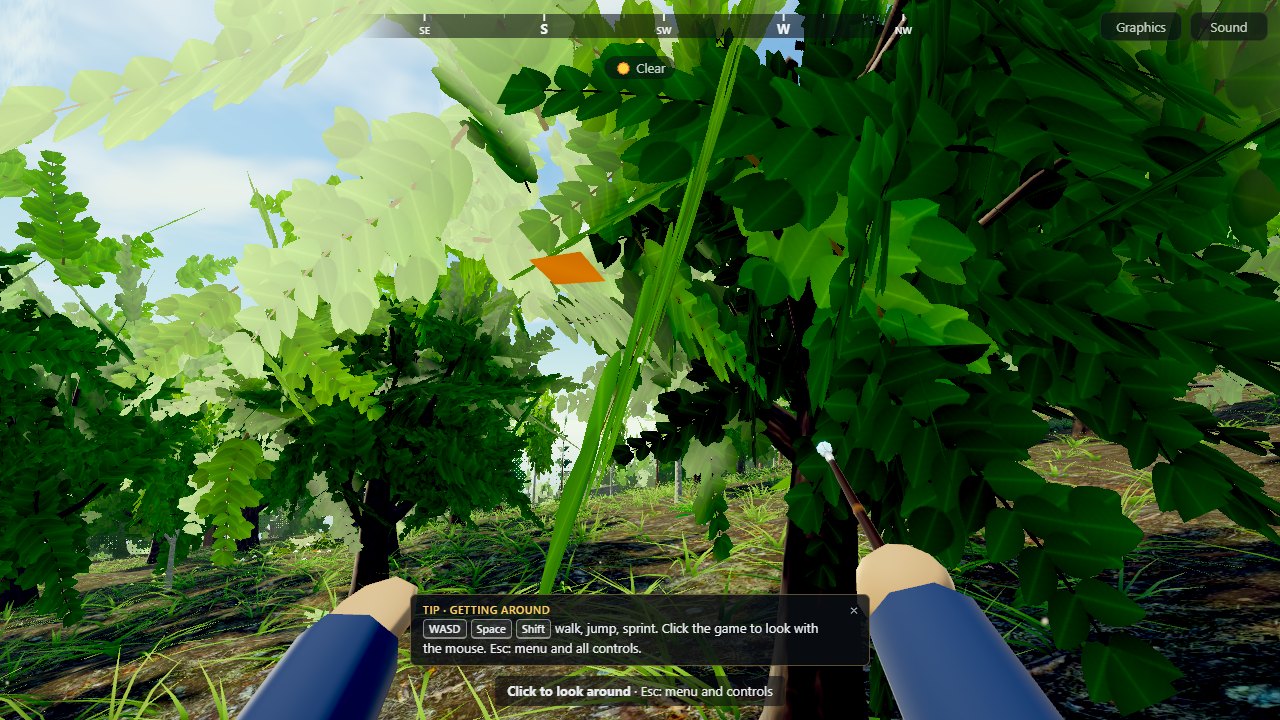 SE S SW W NW
Graphics Sound
Clear
TIP · GETTING AROUND
WASD Space Shift walk, jump, sprint. Click the game to look with
the mouse. Esc: menu and all controls.
Click to look around · Esc: menu and controls